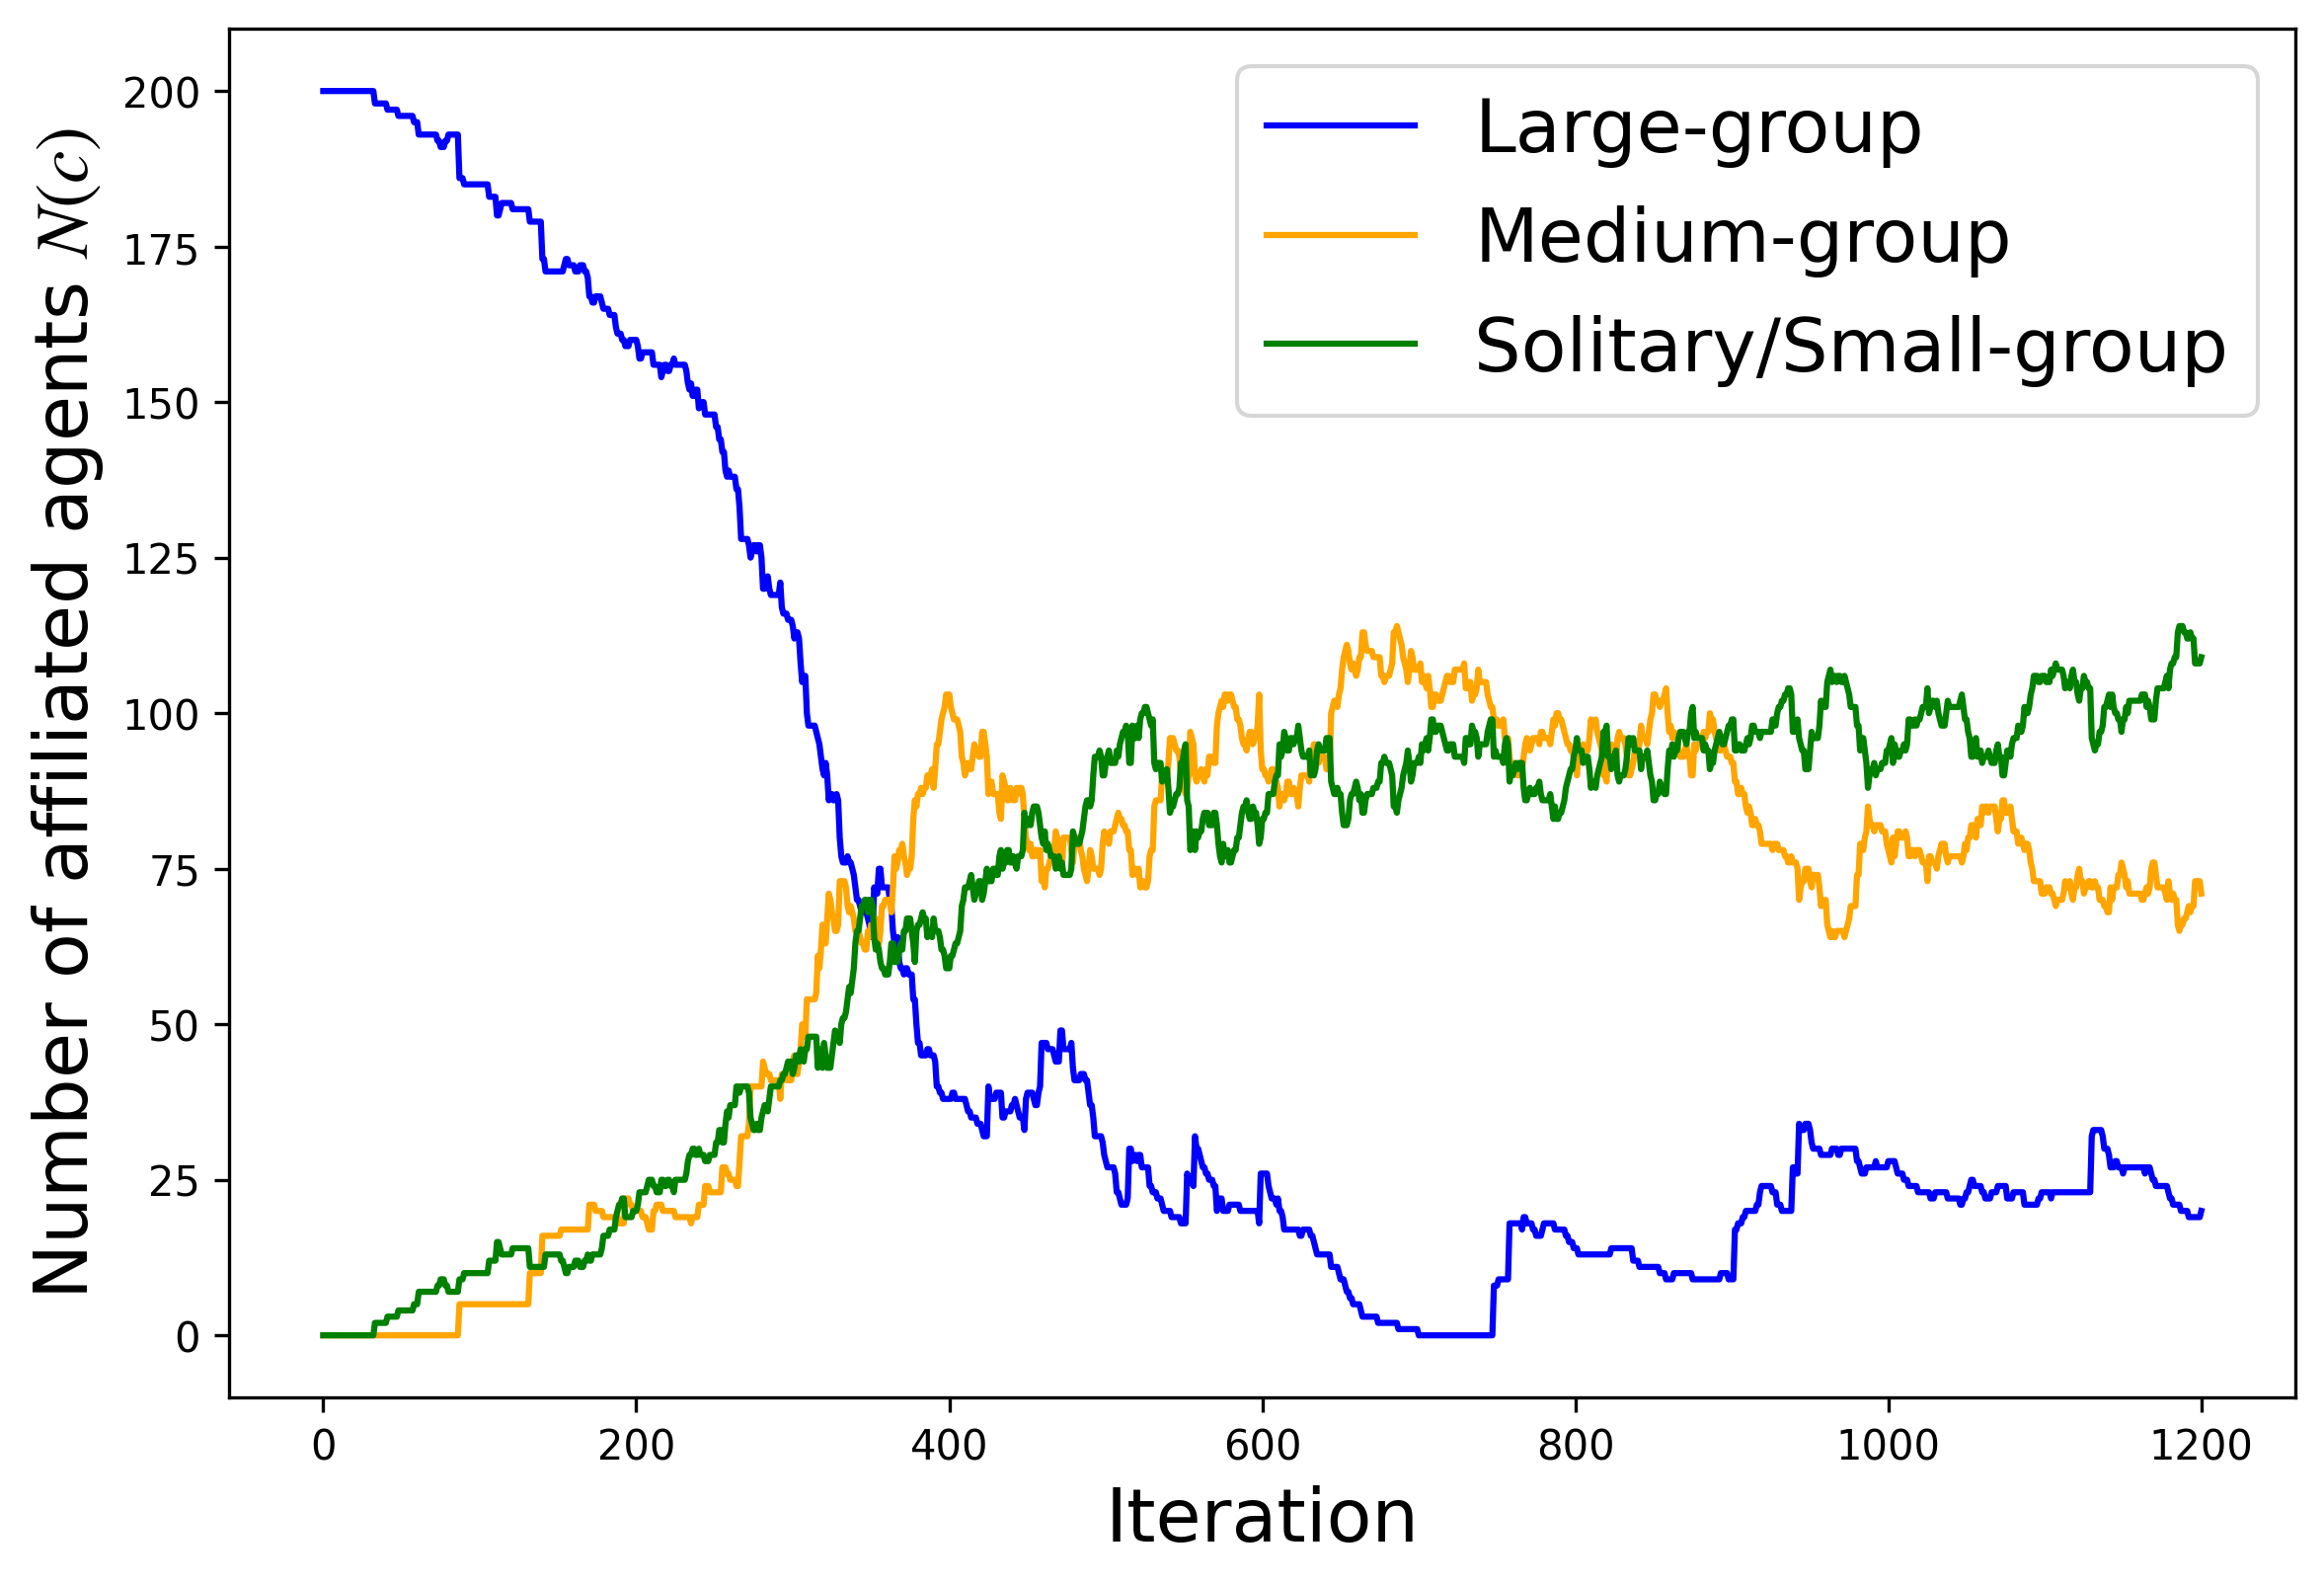 Number of affiliated agents N(c)
200
175
150
125
100
75
50
25
0
Large-group
Medium-group
Solitary/Small-group
0 200 400 600 800 1000 1200
Iteration